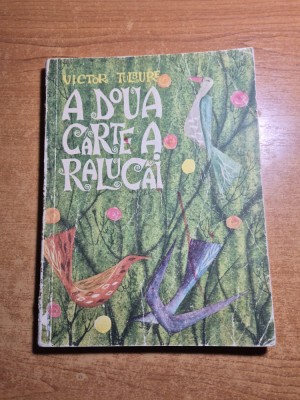 VICTOR TULBURE
A DOUA
CARTE A
RALUCĂI